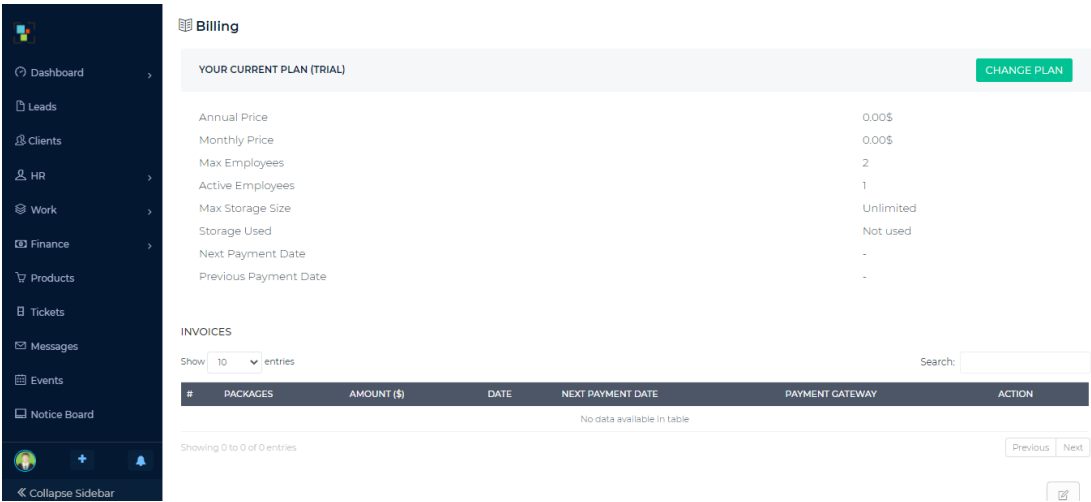 Billing
Dashboard
Leads
Clients
HR
Work
Finance
Products
Tickets
Messages
Events
Notice Board
Collapse Sidebar
YOUR CURRENT PLAN (TRIAL)
CHANGE PLAN
Annual Price 0.00$
Monthly Price 0.00$
Max Employees 2
Active Employees 1
Max Storage Size Unlimited
Storage Used Not used
Next Payment Date -
Previous Payment Date -
INVOICES
Show 10 entries Search:
# PACKAGES AMOUNT ($) DATE NEXT PAYMENT DATE PAYMENT GATEWAY ACTION
No data available in table
Showing 0 to 0 of 0 entries Previous Next